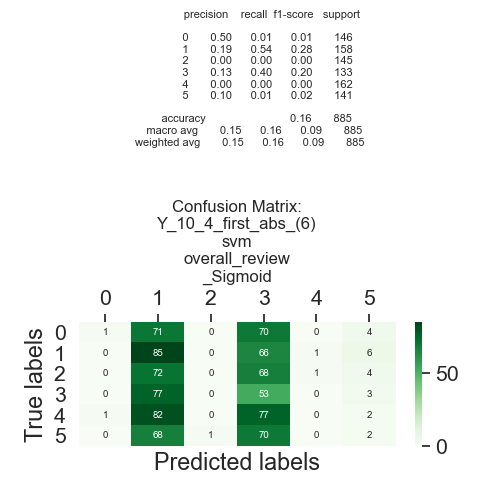 precision recall f1-score support
0 0.50 0.01 0.01 146
1 0.19 0.54 0.28 158
2 0.00 0.00 0.00 145
3 0.13 0.40 0.20 133
4 0.00 0.00 0.00 162
5 0.10 0.01 0.02 141
accuracy 0.16 885
macro avg 0.15 0.16 0.09 885
weighted avg 0.15 0.16 0.09 885
Confusion Matrix:
Y_10_4_first_abs_(6)
svm
overall_review
_Sigmoid
0 1 2 3 4 5
True labels
0 1 71 0 70 0 4
1 0 85 0 66 1 6
2 0 72 0 68 1 4
3 0 77 0 53 0 3
4 1 82 0 77 0 2
5 0 68 1 70 0 2
Predicted labels
50
0